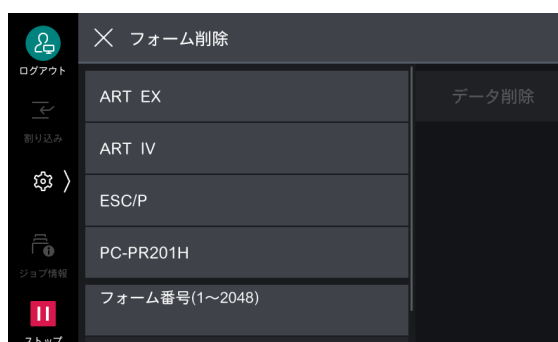 フォーム削除
ログアウト
割り込み
ジョブ情報
ストップ
ART EX
ART IV
ESC/P
PC-PR201H
フォーム番号(1~2048)
データ削除